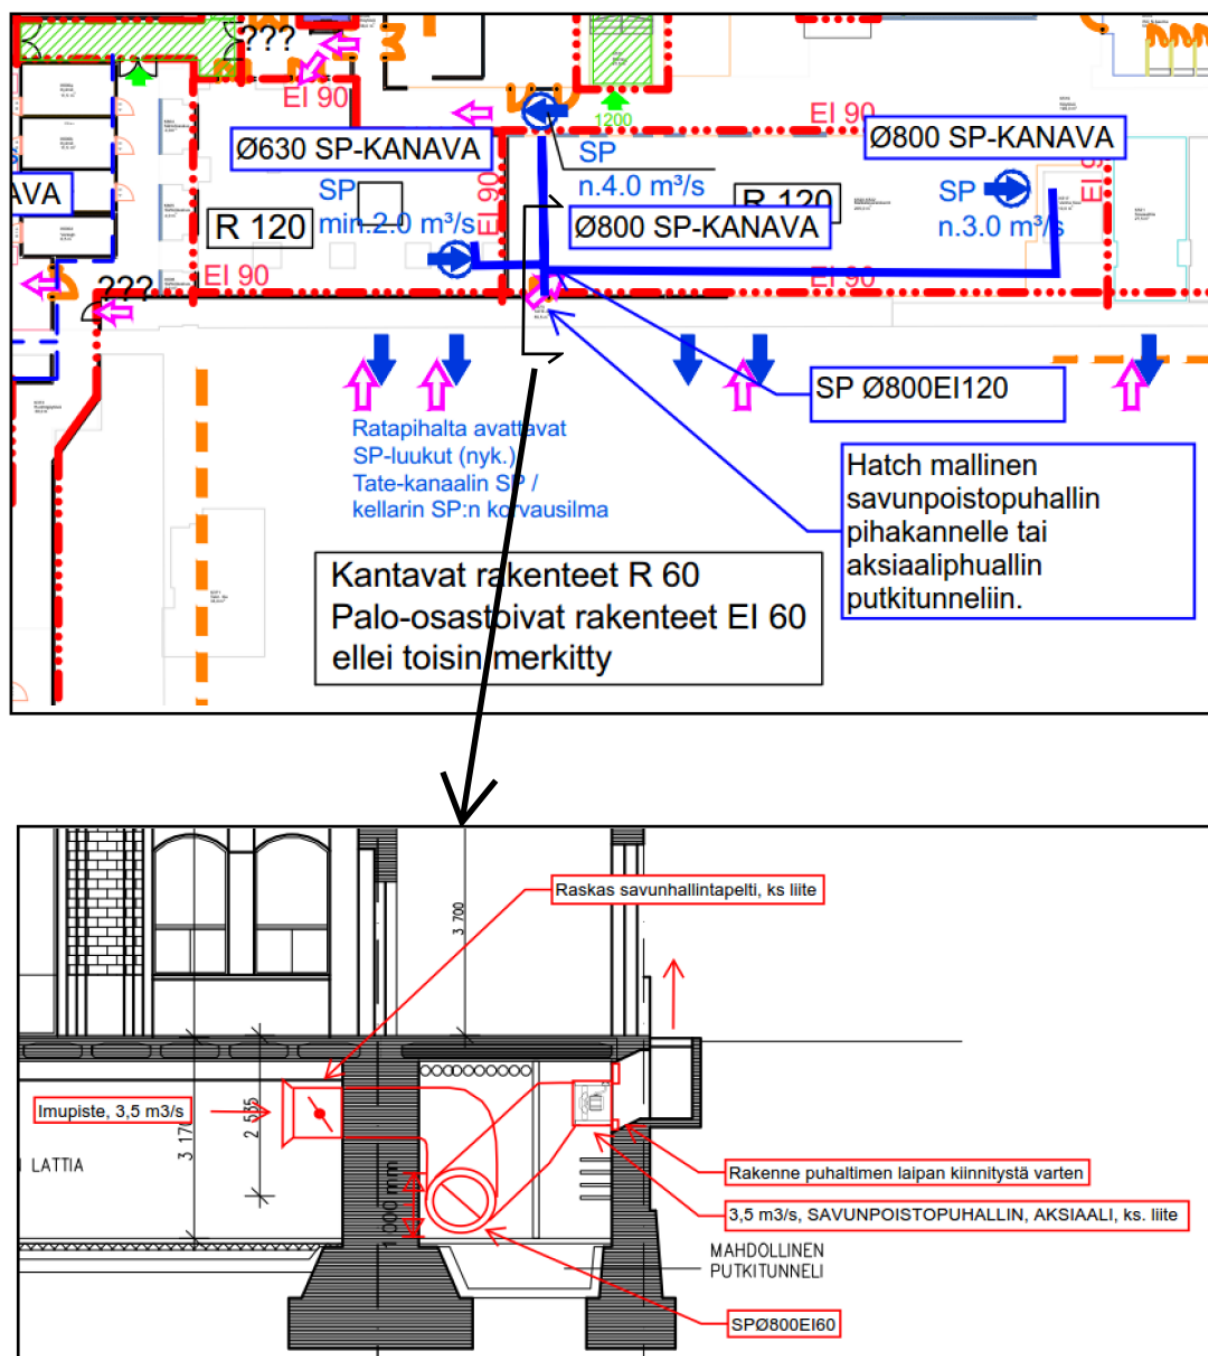 ???
EI 90
1200
EI 90
Ø630 SP-KANAVA
SP
n.4.0 m³/s
Ø800 SP-KANAVA
EI 9
AVA
SP
min.2.0 m³/s
EI 90
R 120
R 120
Ø800 SP-KANAVA
SP
n.3.0 m³/s
EI 90
EI 90
???
SP Ø800EI120
Ratapihalta avattavat
SP-luukut (nyk.)
Tate-kanaalin SP /
kellarin SP:n korvausilma
Hatch mallinen
savunpoistopuhallin
pihakannelle tai
aksiaaliphuallin
putkitunneliin.
Kantavat rakenteet R 60
Palo-osastoivat rakenteet EI 60
ellei toisin merkitty
Raskas savunhallintapelti, ks liite
3 700
Imupiste, 3,5 m3/s
3 170
2 535
LATTIA
1000 mm
Rakenne puhaltimen laipan kiinnitystä varten
3,5 m3/s, SAVUNPOISTOPUHALLIN, AKSIAALI, ks. liite
MAHDOLLINEN
PUTKITUNNELI
SPØ800EI60